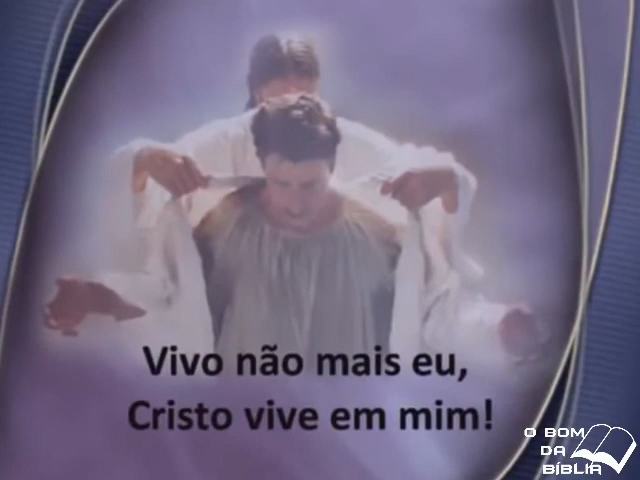 Vivo não mais eu,
Cristo vive em mim!
O BOM
DA
BÍBLIA